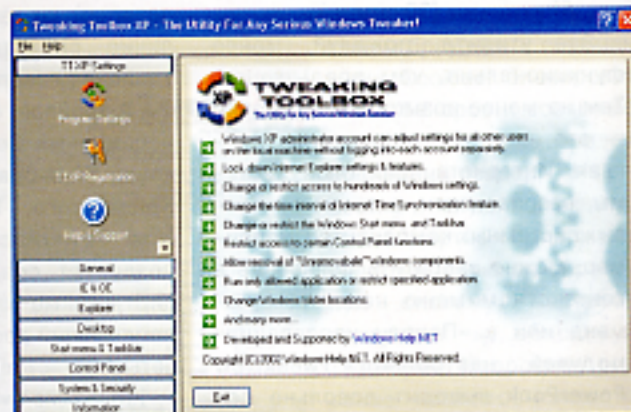 Tweaking Toolbox XP - The Utility For Any Serious Windows Tweaker!
File Help
TTXP Settings
Program Settings
TTXP Registration
Help & Support
General
IE & OE
Explorer
Desktop
Start menu & Taskbar
Control Panel
System & Security
Information
XP
TWEAKING
TOOLBOX
The Utility For Any Serious Windows Tweaker!
Windows XP administrator account can adjust settings for all other users
on the local machine without logging into each account separately.
Lock down Internet Explorer settings & features.
Change or restrict access to hundreds of Windows settings.
Change the time interval of Internet Time Synchronization feature.
Change or restrict the Windows Start menu and Taskbar.
Restrict access to certain Control Panel functions.
Allow removal of "Unremovable" Windows components.
Run only allowed application or restrict specified application.
Change Windows folder locations.
And many more...
Developed and Supported by Windows-Help.NET
Copyright (C)2002 Windows-Help.NET. All Rights Reserved.
Exit